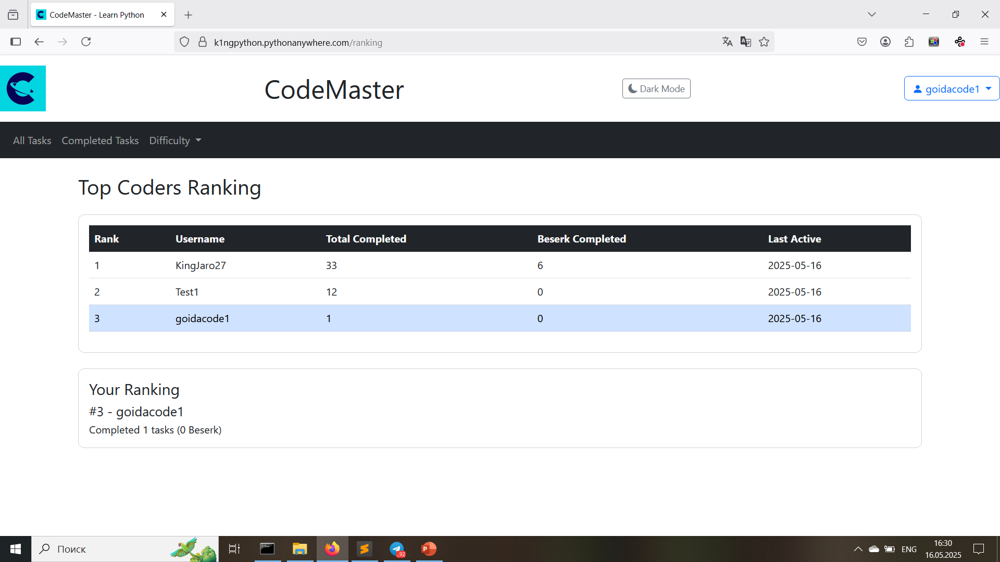 CodeMaster - Learn Python
k1ngpython.pythonanywhere.com/ranking
CodeMaster
Dark Mode
goidacode1
All Tasks Completed Tasks Difficulty
Top Coders Ranking
Rank Username Total Completed Beserk Completed Last Active
1 KingJaro27 33 6 2025-05-16
2 Test1 12 0 2025-05-16
3 goidacode1 1 0 2025-05-16
Your Ranking
#3 - goidacode1
Completed 1 tasks (0 Beserk)
Поиск
..92
ENG
16:30
16.05.2025